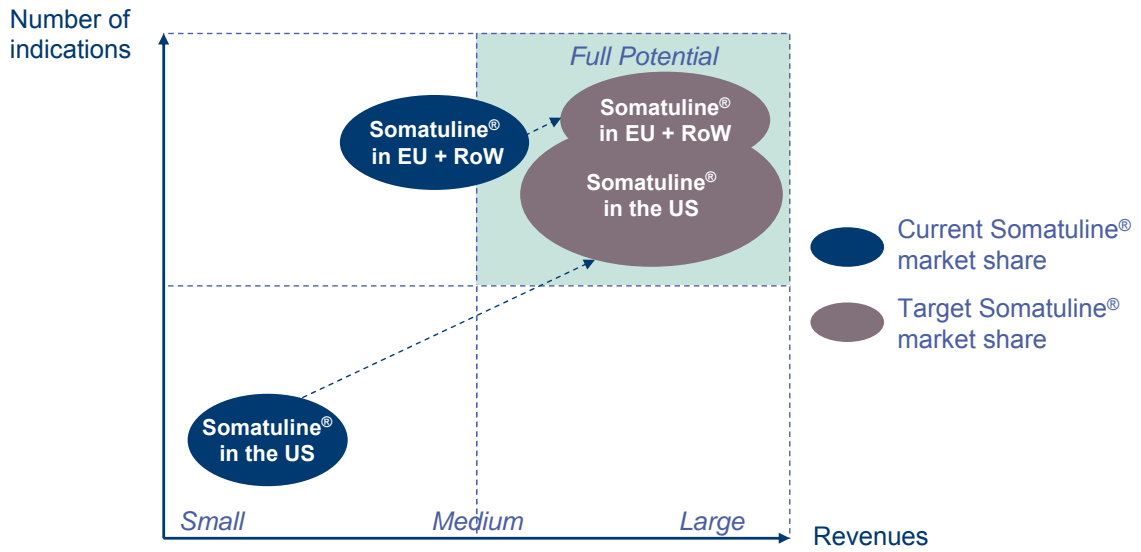 Number of
indications
Full Potential
Somatuline®
in EU + RoW
Somatuline®
in EU + RoW
Somatuline®
in the US
Current Somatuline®
market share
Target Somatuline®
market share
Somatuline®
in the US
Small
Medium
Large
Revenues